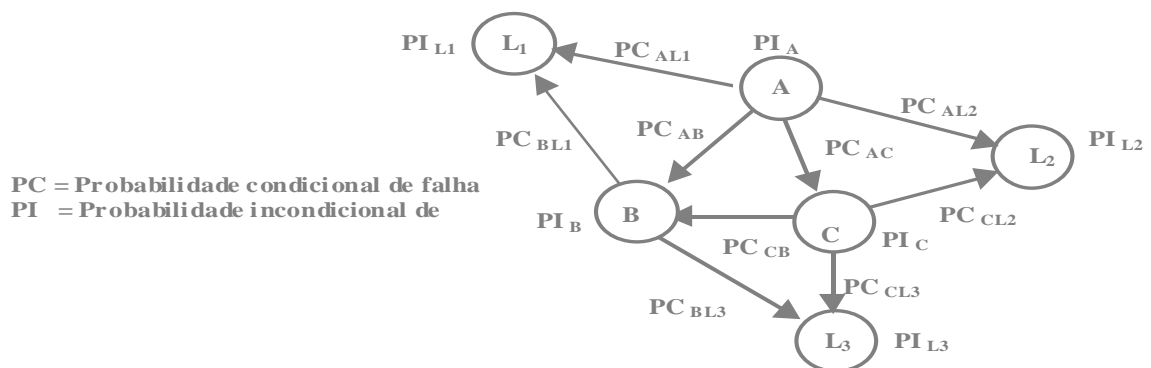 PI L1
L1
PC AL1
PI A
A
PC AL2
PI L2
L2
PC AB
PC AC
PC BL1
PC = Probabilidade condicional de falha
PI = Probabilidade incondicional de
PI B
B
C
PI C
PC CL2
PC CB
PC CL3
PC BL3
L3
PI L3